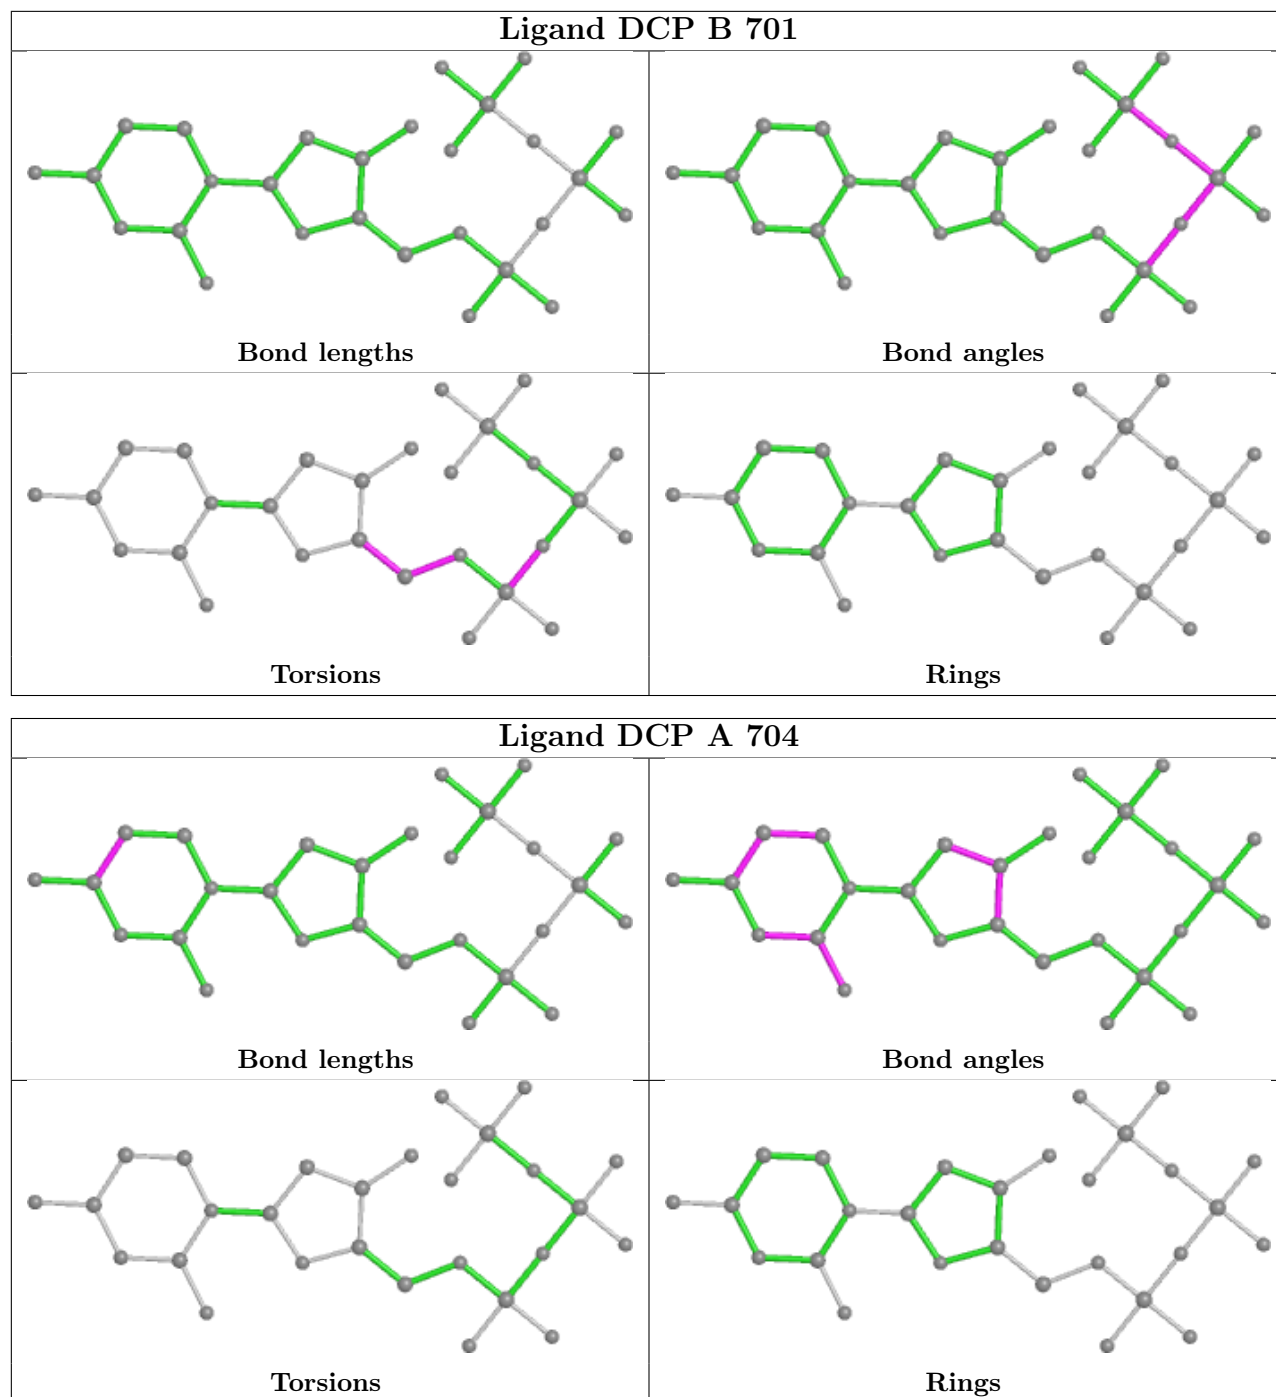 Ligand DCP B 701
Bond lengths
Bond angles
Torsions
Rings
Ligand DCP A 704
Bond lengths
Bond angles
Torsions
Rings